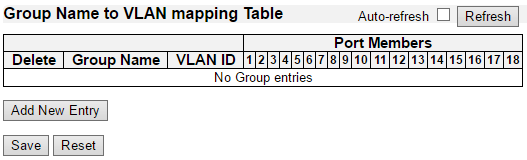 Group Name to VLAN mapping Table
Auto-refresh Refresh
Port Members
Delete Group Name VLAN ID 1 2 3 4 5 6 7 8 9 10 11 12 13 14 15 16 17 18
No Group entries
Add New Entry
Save Reset